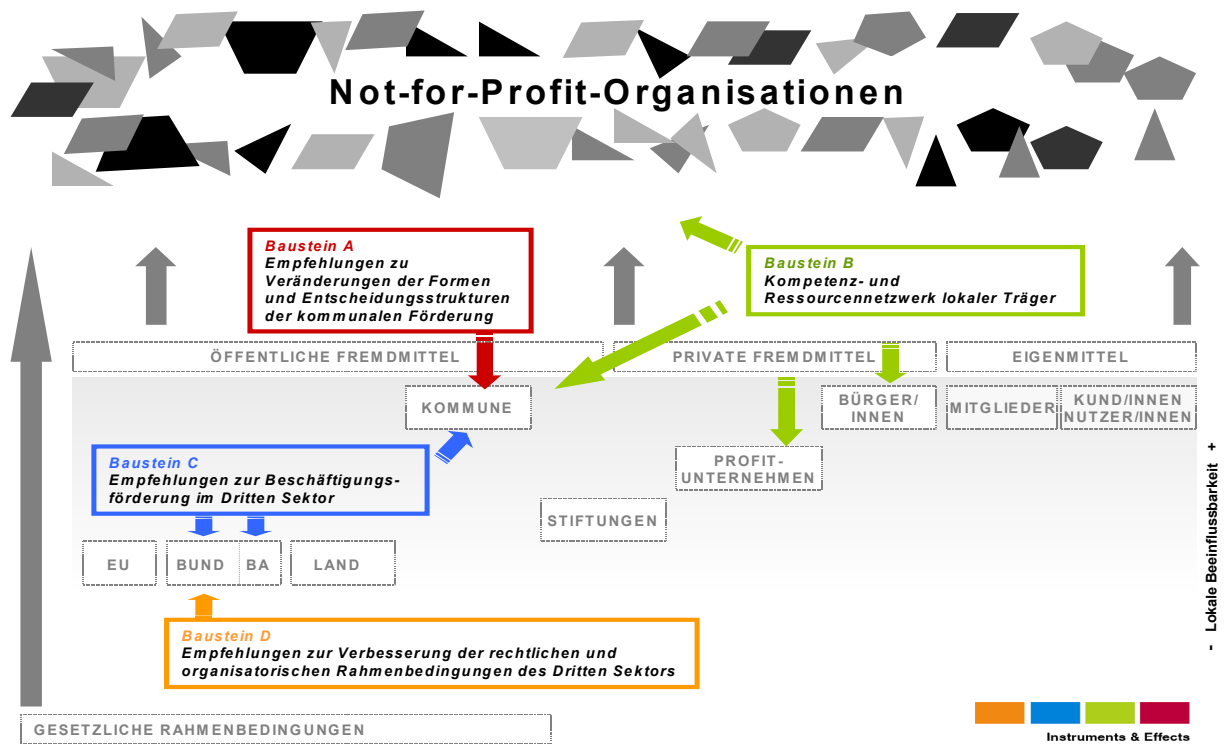 Not-for-Profit-Organisationen
Baustein A
Empfehlungen zu
Veränderungen der Formen
und Entscheidungsstrukturen
der kommunalen Förderung
Baustein B
Kompetenz- und
Ressourcennetzwerk lokaler Träger
ÖFFENTLICHE FREMDMITTEL
PRIVATE FREMDMITTEL
EIGENMITTEL
KOMMUNE
BÜRGER/
INNEN
MITGLIEDER
KUND/INNEN
NUTZER/INNEN
Baustein C
Empfehlungen zur Beschäftigungs-
förderung im Dritten Sektor
PROFIT-
UNTERNEHMEN
STIFTUNGEN
EU
BUND
BA
LAND
- Lokale Beeinflussbarkeit +
Baustein D
Empfehlungen zur Verbesserung der rechtlichen und
organisatorischen Rahmenbedingungen des Dritten Sektors
GESETZLICHE RAHMENBEDINGUNGEN
Instruments & Effects